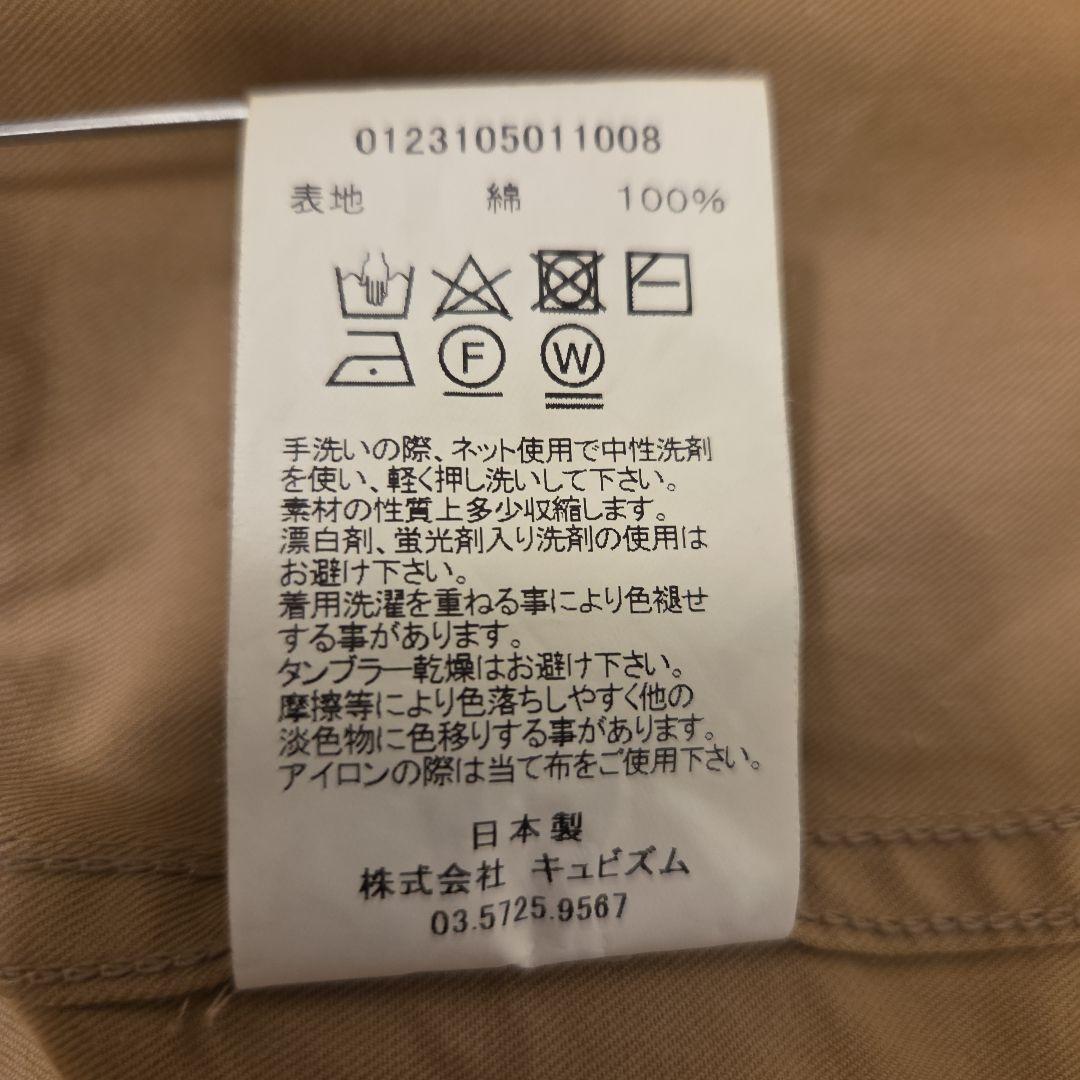 0123105011008
表地 綿 100%
F W
手洗いの際、ネット使用で中性洗剤
を使い、軽く押し洗いして下さい。
素材の性質上多少収縮します。
漂白剤、蛍光剤入り洗剤の使用は
お避け下さい。
着用洗濯を重ねる事により色褪せ
する事があります。
タンブラー乾燥はお避け下さい。
摩擦等により色落ちしやすく他の
淡色物に色移りする事があります。
アイロンの際は当て布をご使用下さい。
日本製
株式会社 キュビズム
03.5725.9567